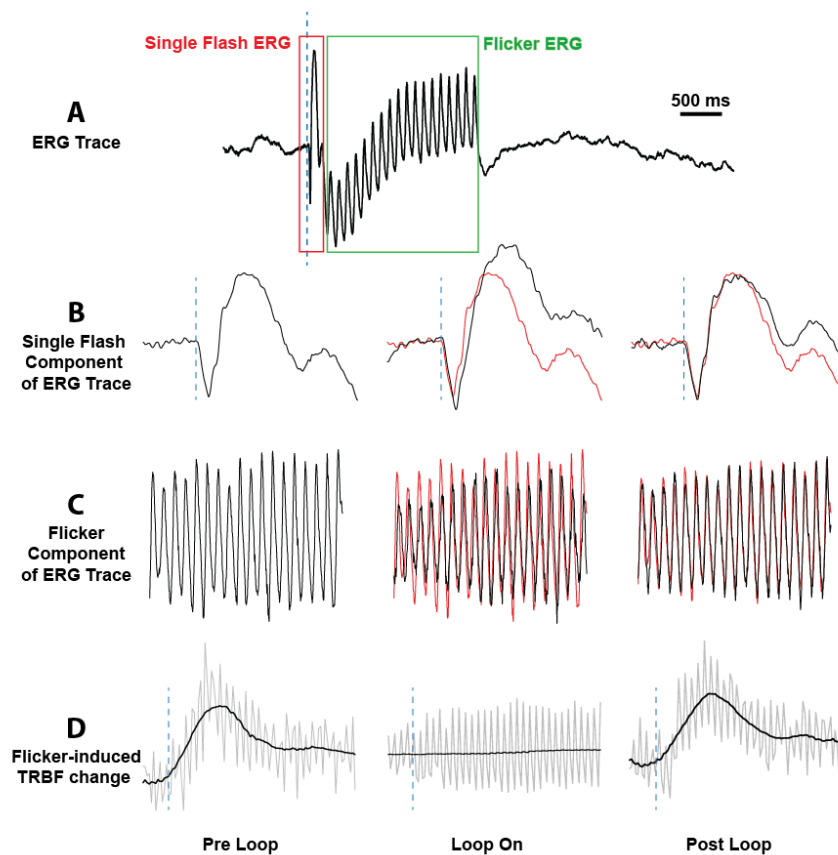 Single Flash ERG
Flicker ERG
A
ERG Trace
500 ms
B
Single Flash
Component
of ERG Trace
C
Flicker
Component
of ERG Trace
D
Flicker-induced
TRBF change
Pre Loop
Loop On
Post Loop